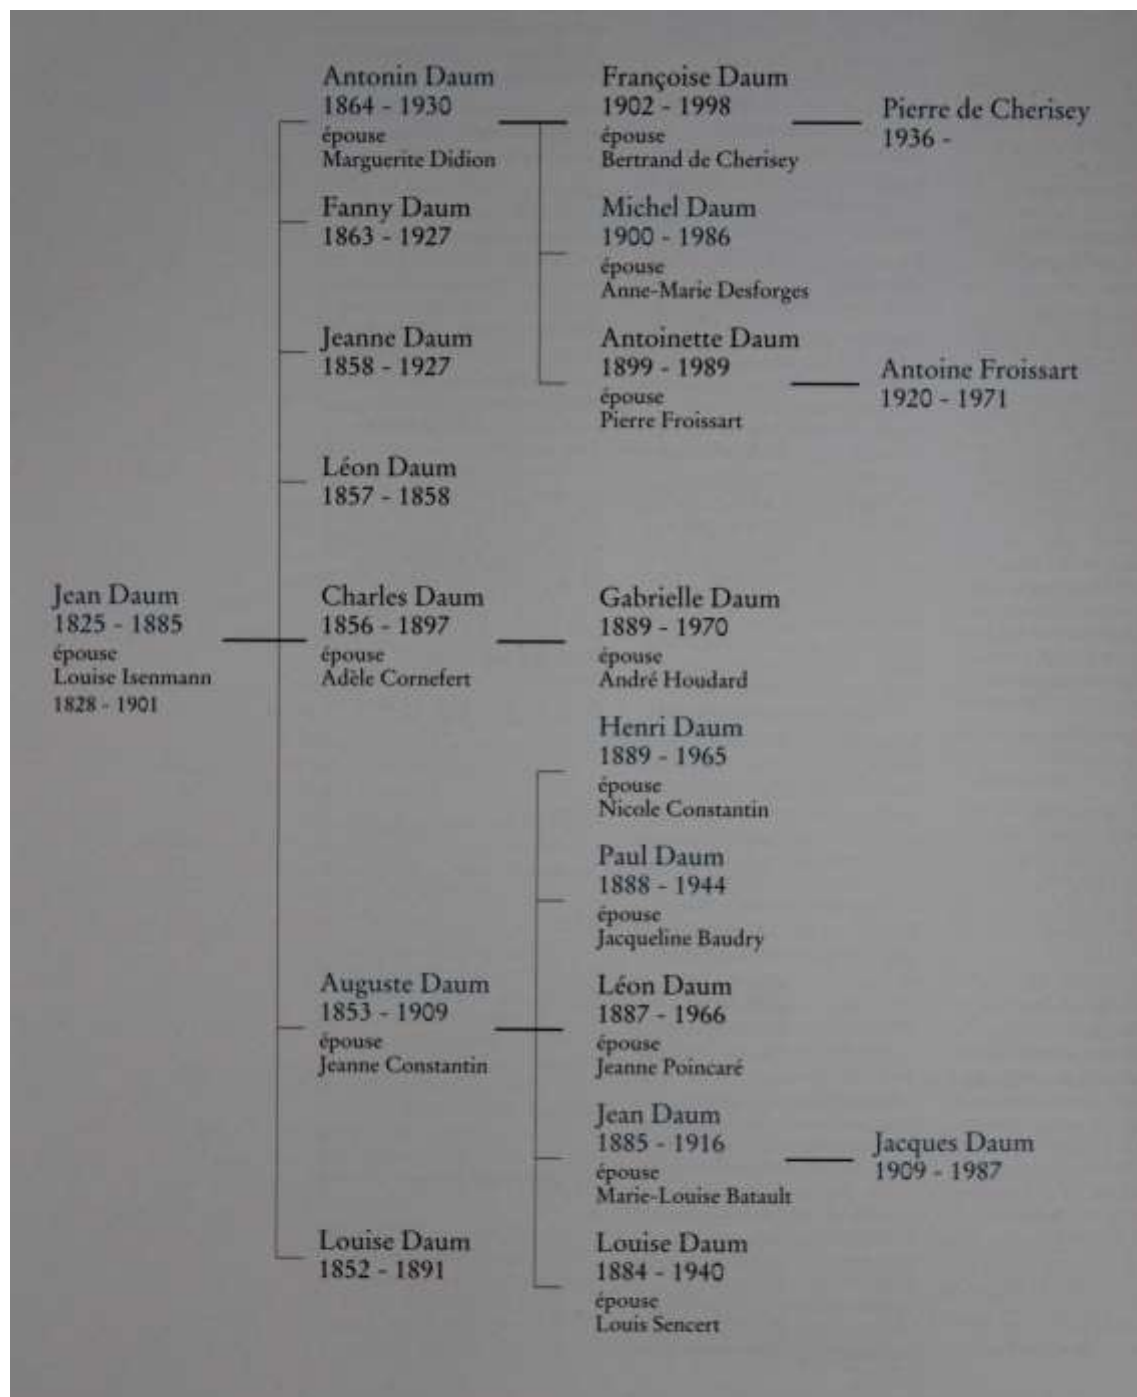 Jean Daum
1825 - 1885
épouse
Louise Isenmann
1828 - 1901
Antonin Daum
1864 - 1930
épouse
Marguerite Didion
Fanny Daum
1863 - 1927
Jeanne Daum
1858 - 1927
Léon Daum
1857 - 1858
Charles Daum
1856 - 1897
épouse
Adèle Cornefert
Auguste Daum
1853 - 1909
épouse
Jeanne Constantin
Louise Daum
1852 - 1891
Françoise Daum
1902 - 1998
épouse
Bertrand de Cherisey
Michel Daum
1900 - 1986
épouse
Anne-Marie Desforges
Antoinette Daum
1899 - 1989
épouse
Pierre Froissart
Gabrielle Daum
1889 - 1970
épouse
André Houdard
Henri Daum
1889 - 1965
épouse
Nicole Constantin
Paul Daum
1888 - 1944
épouse
Jacqueline Baudry
Léon Daum
1887 - 1966
épouse
Jeanne Poincaré
Jean Daum
1885 - 1916
épouse
Marie-Louise Batault
Louise Daum
1884 - 1940
épouse
Louis Sencert
Pierre de Cherisey
1936 -
Antoine Froissart
1920 - 1971
Jacques Daum
1909 - 1987